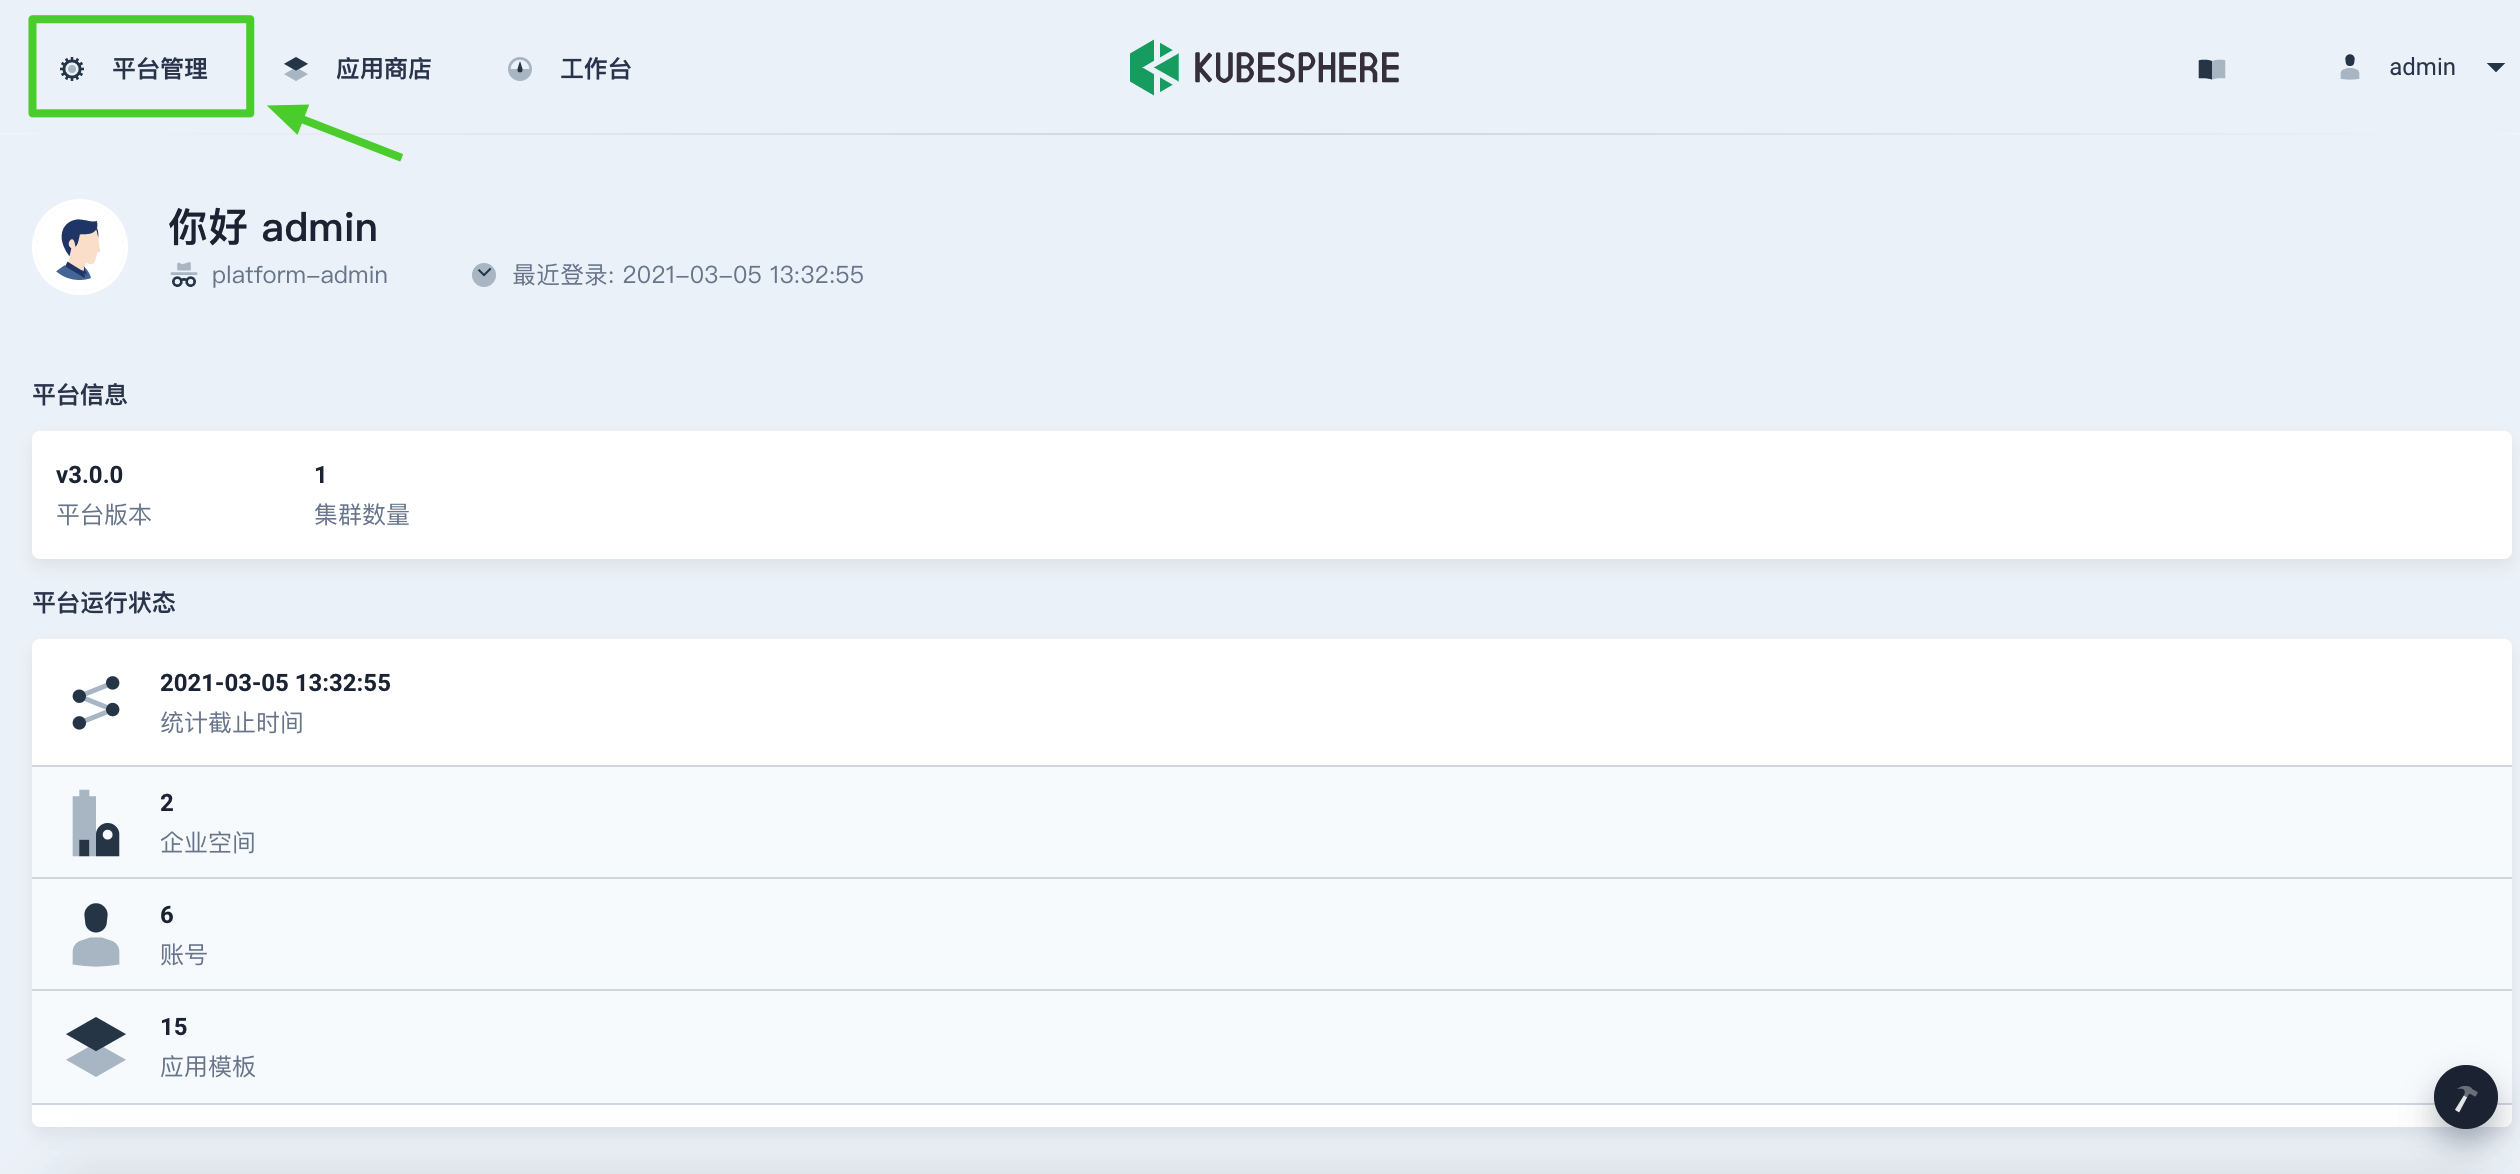 平台管理 应用商店 工作台 KUBESPHERE admin
你好 admin
platform-admin 最近登录: 2021-03-05 13:32:55
平台信息
v3.0.0 1
平台版本 集群数量
平台运行状态
2021-03-05 13:32:55
统计截止时间
2
企业空间
6
账号
15
应用模板